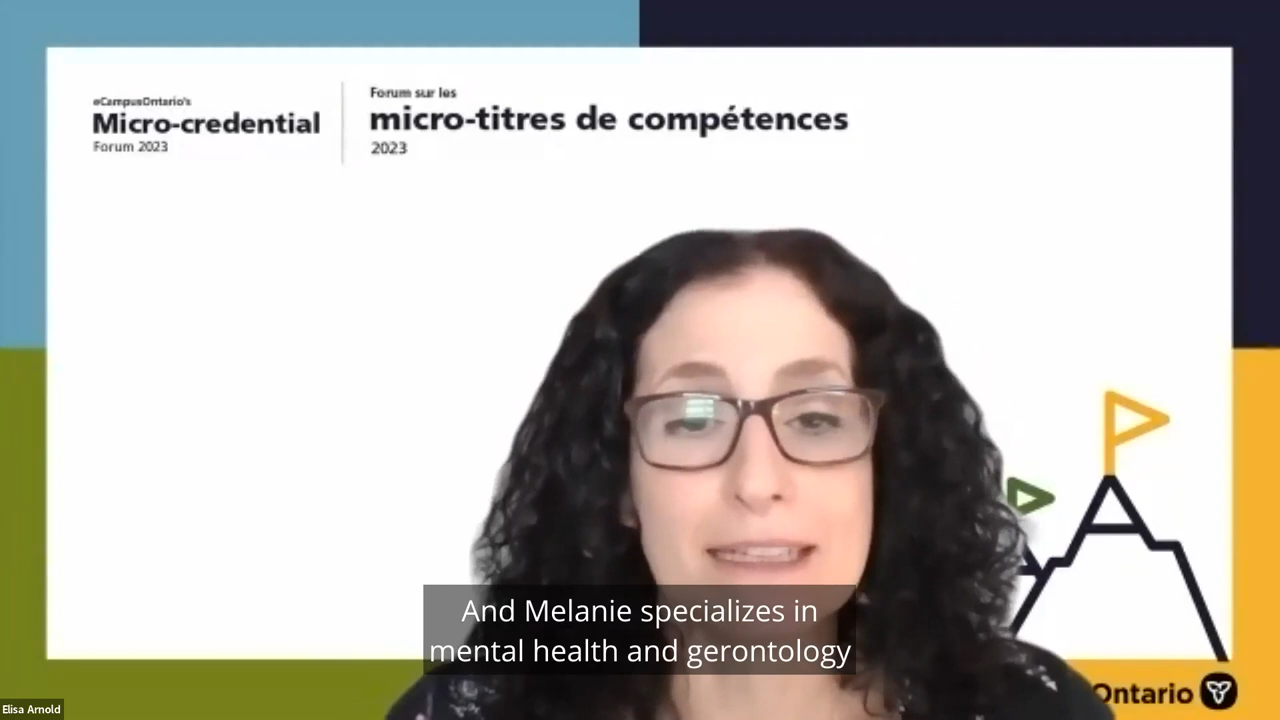 eCampusOntario's
Micro-credential
Forum 2023
Forum sur les
micro-titres de compétences
2023
And Melanie specializes in
mental health and gerontology
Ontario
Elisa Arnold